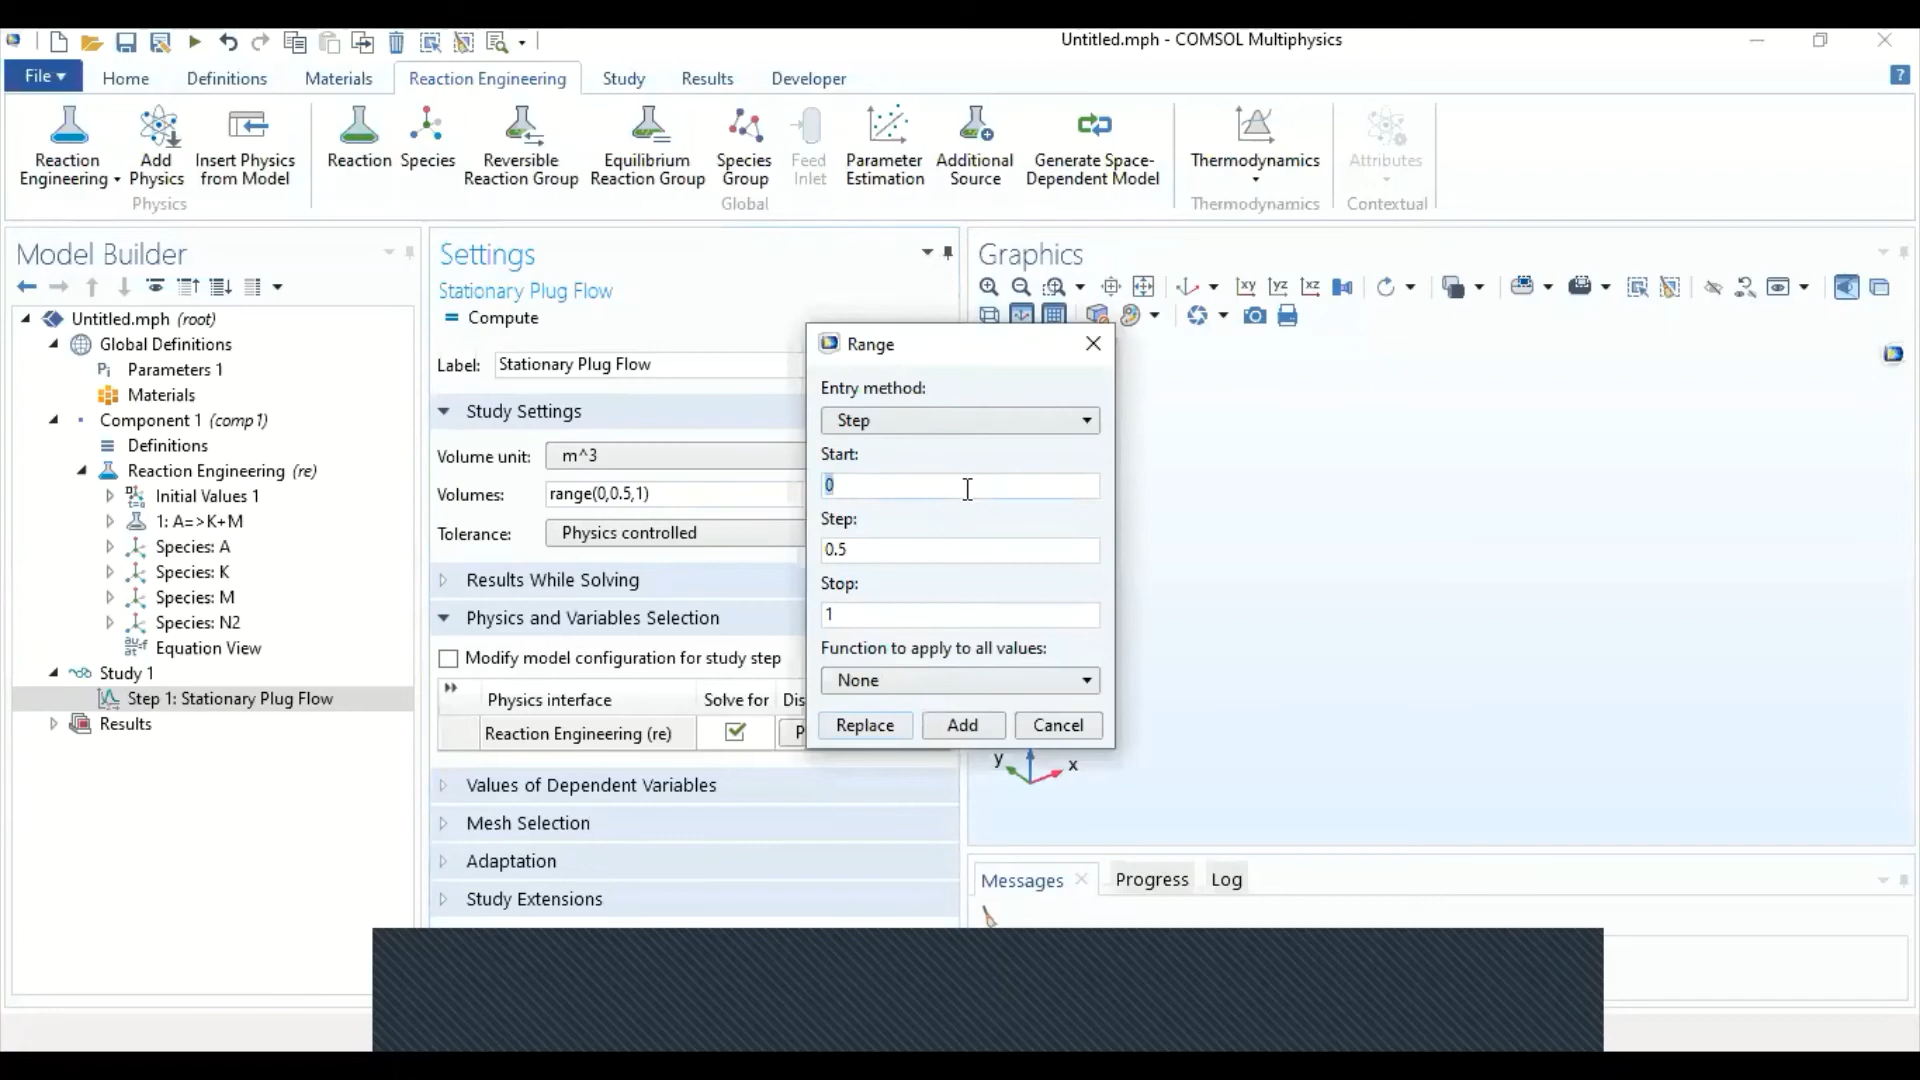 Untitled.mph - COMSOL Multiphysics
File
Home
Definitions
Materials
Reaction Engineering
Study
Results
Developer
?
Reaction Engineering
Add Physics
Insert Physics from Model
Physics
Reaction
Species
Reversible Reaction Group
Equilibrium Reaction Group
Species Group
Feed Inlet
Parameter Estimation
Additional Source
Generate Space-Dependent Model
Global
Thermodynamics
Thermodynamics
Attributes
Contextual
Model Builder
Untitled.mph (root)
Global Definitions
Pi Parameters 1
Materials
Component 1 (comp1)
Definitions
Reaction Engineering (re)
Initial Values 1
1: A=>K+M
Species: A
Species: K
Species: M
Species: N2
Equation View
Study 1
Step 1: Stationary Plug Flow
Results
Settings
Stationary Plug Flow
= Compute
Label: Stationary Plug Flow
Study Settings
Volume unit: m^3
Volumes: range(0,0.5,1)
Tolerance: Physics controlled
Results While Solving
Physics and Variables Selection
Modify model configuration for study step
Physics interface Solve for Dis
Reaction Engineering (re) P
Values of Dependent Variables
Mesh Selection
Adaptation
Study Extensions
Graphics
xy yz xz
Range
Entry method:
Step
Start:
0
Step:
0.5
Stop:
1
Function to apply to all values:
None
Replace Add Cancel
y x
Messages Progress Log